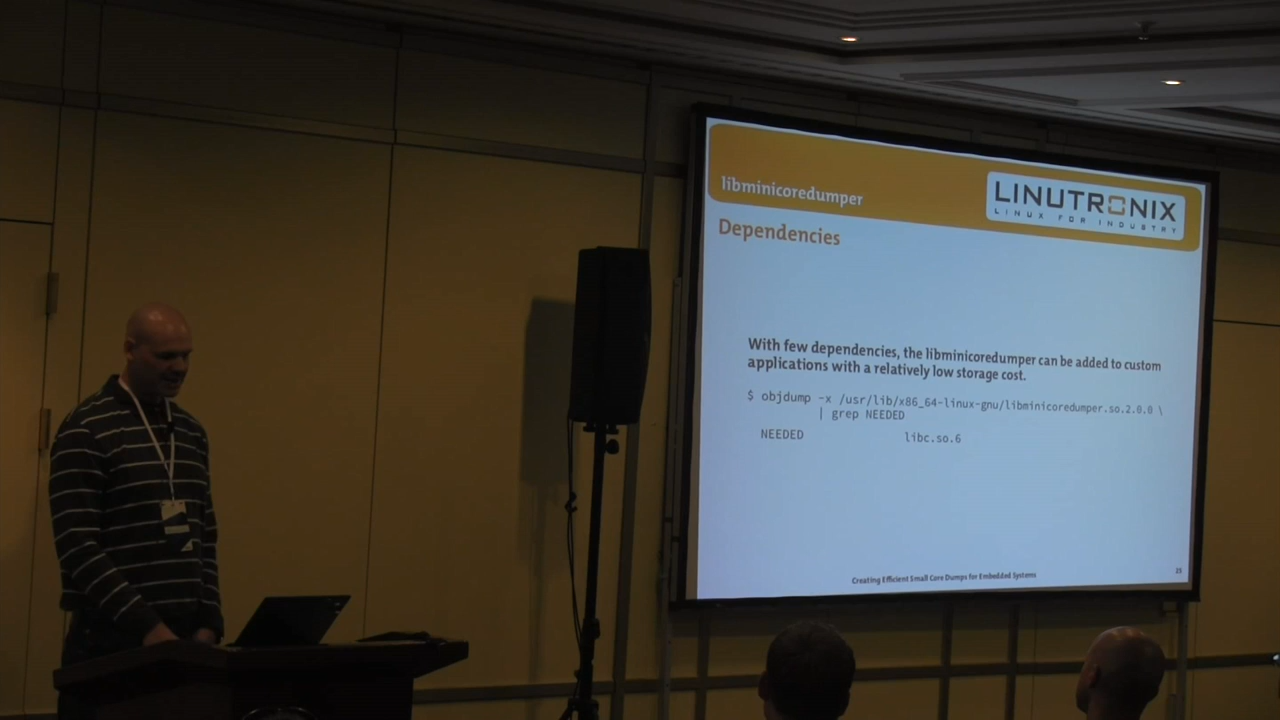 libminicoredumper
LINUTRONIX
LINUX FOR INDUSTRY
Dependencies
With few dependencies, the libminicoredumper can be added to custom
applications with a relatively low storage cost.
$ objdump -x /usr/lib/x86_64-linux-gnu/libminicoredumper.so.2.0.0 \
| grep NEEDED
NEEDED libc.so.6
Creating Efficient Small Core Dumps for Embedded Systems